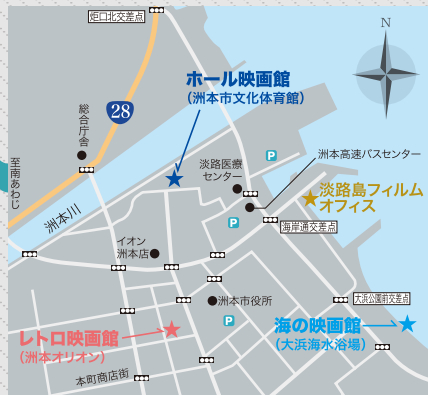 炬口北交差点
N
ホール映画館
（洲本市文化体育館）
28
総合庁舎
至南あわじ
洲本川
淡路医療
センター
P
洲本高速バスセンター
淡路島フィルム
オフィス
P
海岸通交差点
イオン
洲本店
洲本市役所
大浜公園前交差点
P
レトロ映画館
（洲本オリオン）
海の映画館
（大浜海水浴場）
本町商店街